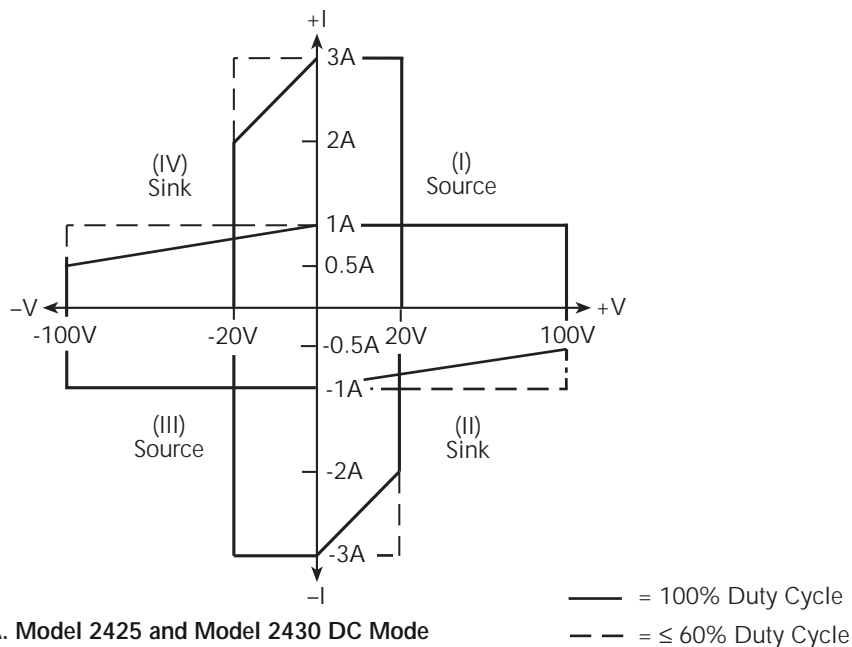 +I
3A
2A
(IV)
Sink
(I)
Source
1A
0.5A
–V
+V
-100V
-20V
20V
100V
-0.5A
-1A
(III)
Source
(II)
Sink
-2A
-3A
–I
= 100% Duty Cycle
. Model 2425 and Model 2430 DC Mode
= ≤ 60% Duty Cycle